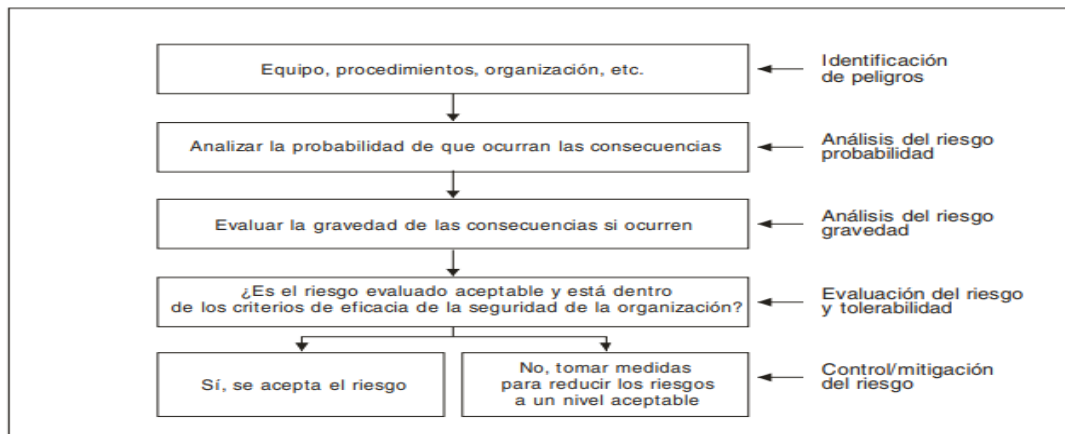 Equipo, procedimientos, organización, etc.
Identificación
de peligros
Analizar la probabilidad de que ocurran las consecuencias
Análisis del riesgo
probabilidad
Evaluar la gravedad de las consecuencias si ocurren
Análisis del riesgo
gravedad
¿Es el riesgo evaluado aceptable y está dentro
de los criterios de eficacia de la seguridad de la organización?
Evaluación del riesgo
y tolerabilidad
Sí, se acepta el riesgo
No, tomar medidas
para reducir los riesgos
a un nivel aceptable
Control/mitigación
del riesgo